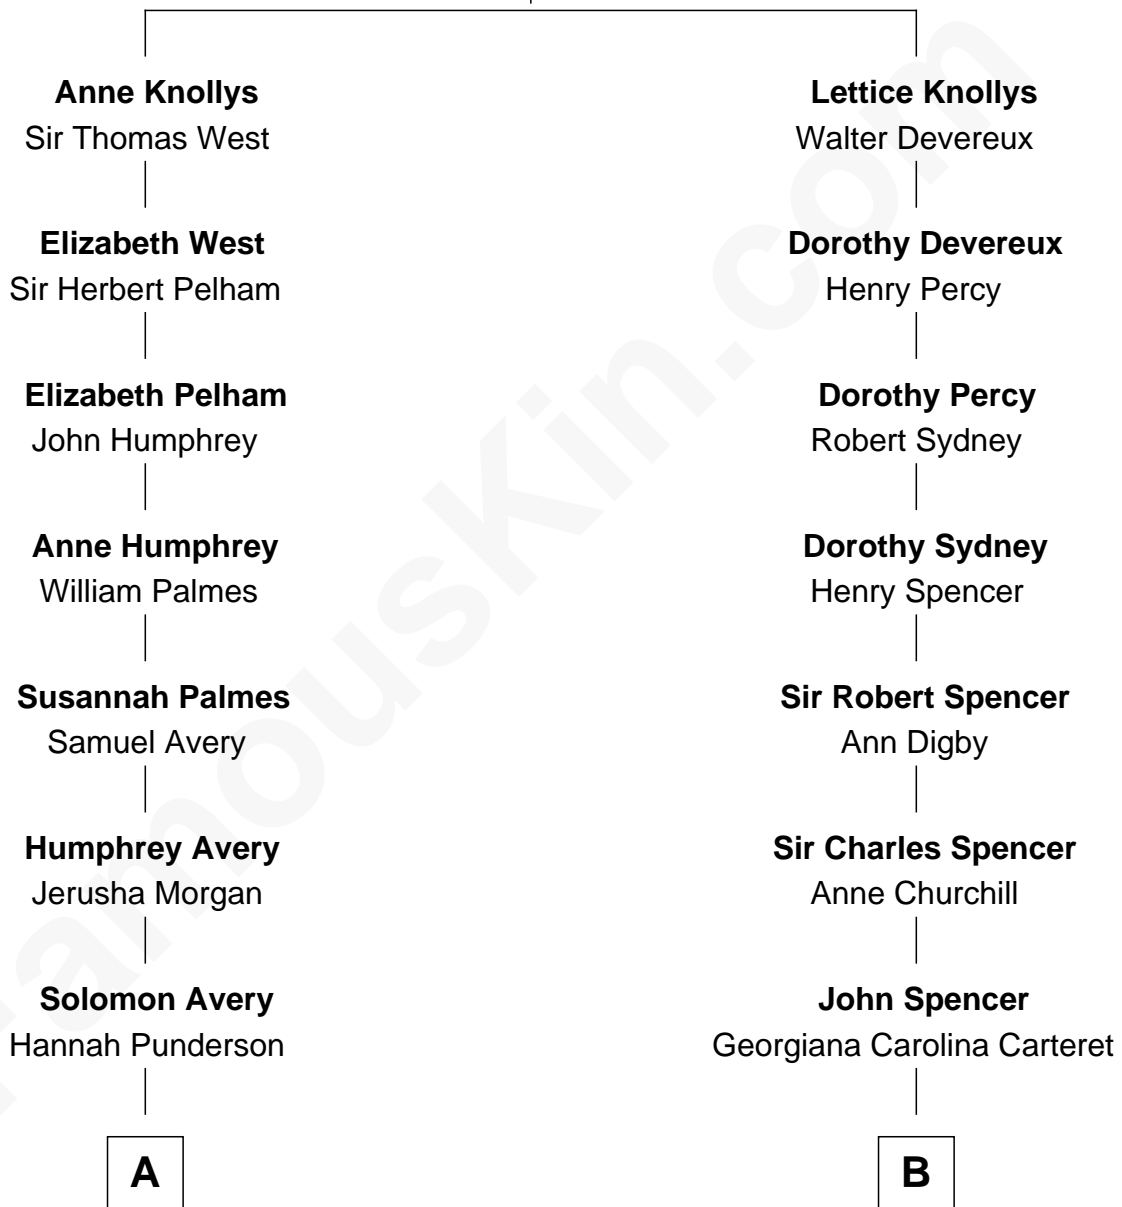 Anne Knollys
Sir Thomas West
Lettice Knollys
Walter Devereux
Elizabeth West
Sir Herbert Pelham
Dorothy Devereux
Henry Percy
Elizabeth Pelham
John Humphrey
Dorothy Percy
Robert Sydney
Anne Humphrey
William Palmes
Dorothy Sydney
Henry Spencer
Susannah Palmes
Samuel Avery
Sir Robert Spencer
Ann Digby
Humphrey Avery
Jerusha Morgan
Sir Charles Spencer
Anne Churchill
Solomon Avery
Hannah Punderson
John Spencer
Georgiana Carolina Carteret
A
B
FamousKin.com